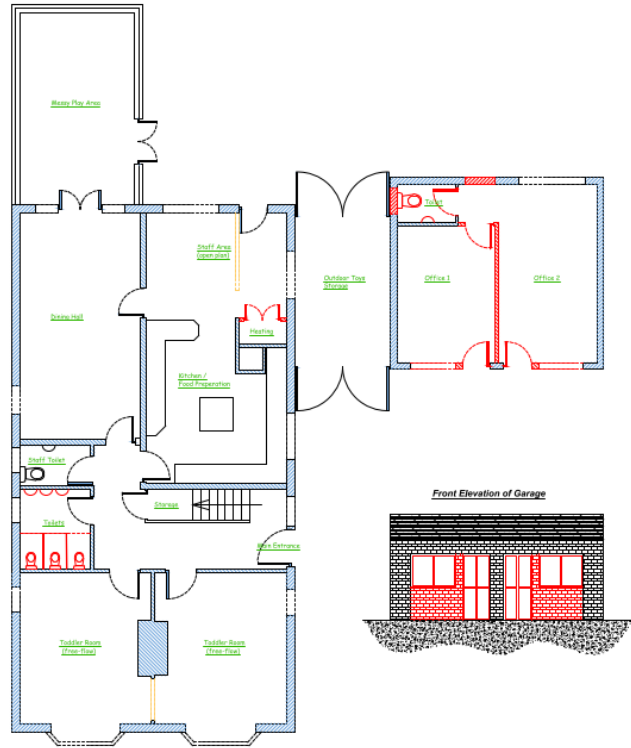 Messy Play Area
Toilet
Staff Area
(open plan)
Outdoor Toys
Storage
Office 1
Office 2
Dining Hall
Heating
Kitchen /
Food Preperation
Staff Toilet
Toilets
Storage
Main Entrance
Front Elevation of Garage
Toddler Room
(free-flow)
Toddler Room
(free-flow)